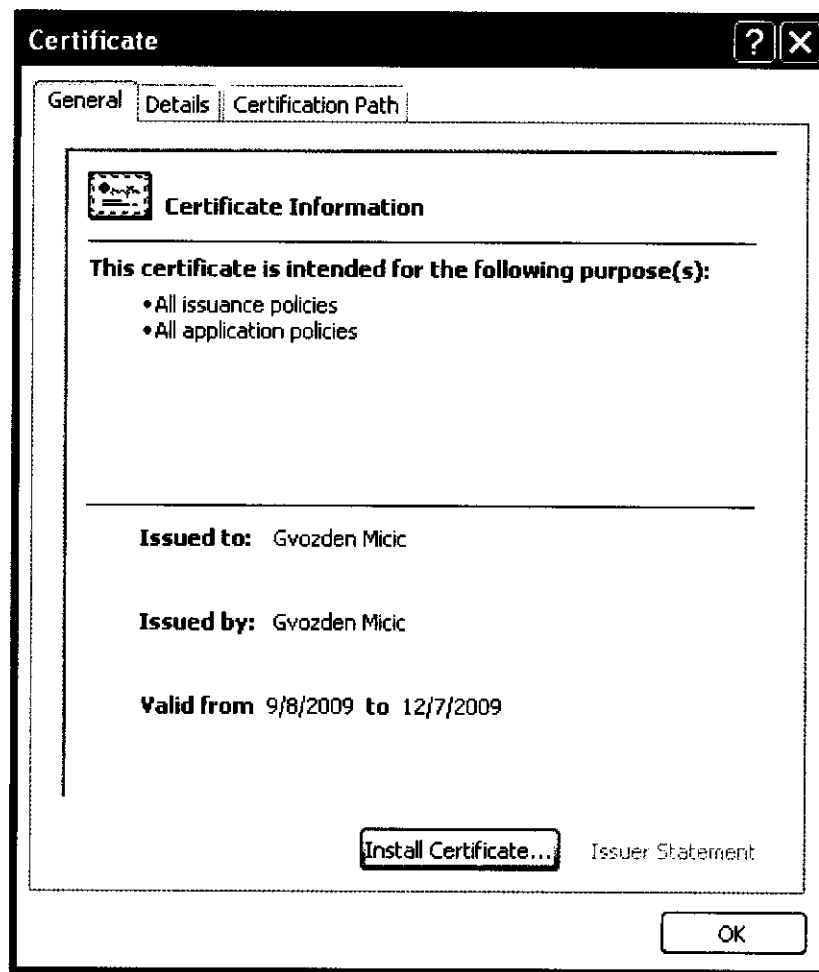 Certificate
General Details Certification Path
Certificate Information
This certificate is intended for the following purpose(s):
•All issuance policies
•All application policies
Issued to: Gvozden Micic
Issued by: Gvozden Micic
Valid from 9/8/2009 to 12/7/2009
Install Certificate... Issuer Statement
OK